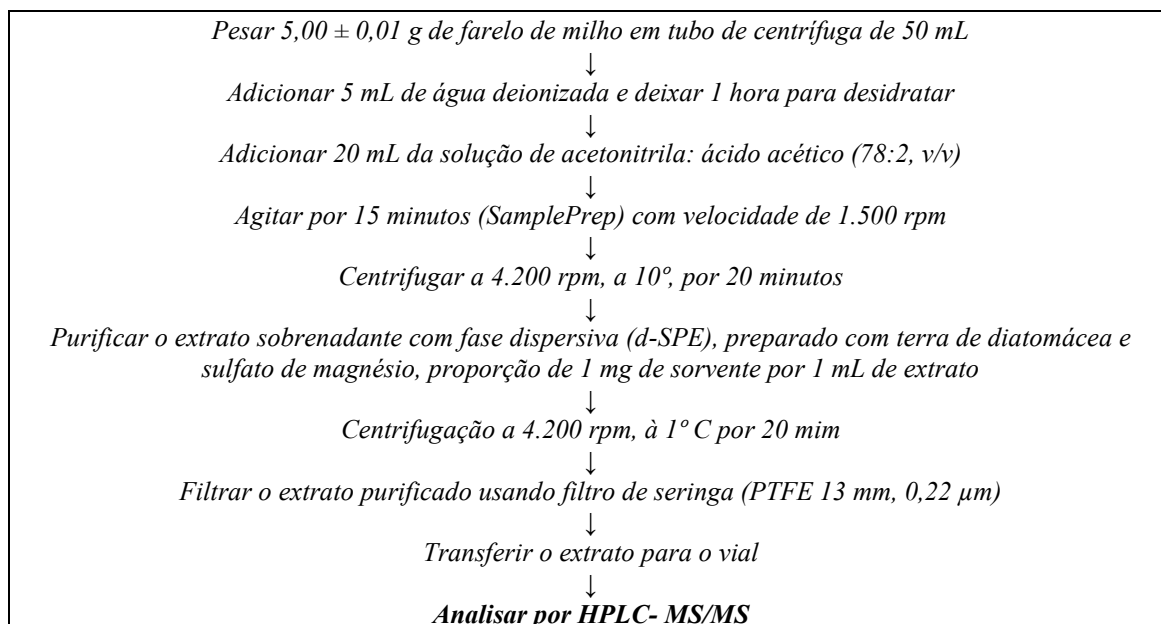 Pesar 5,00 ± 0,01 g de farelo de milho em tubo de centrífuga de 50 mL
↓
Adicionar 5 mL de água deionizada e deixar 1 hora para desidratar
↓
Adicionar 20 mL da solução de acetonitrila: ácido acético (78:2, v/v)
↓
Agitar por 15 minutos (SamplePrep) com velocidade de 1.500 rpm
↓
Centrifugar a 4.200 rpm, a 10º, por 20 minutos
↓
Purificar o extrato sobrenadante com fase dispersiva (d-SPE), preparado com terra de diatomácea e
sulfato de magnésio, proporção de 1 mg de sorvente por 1 mL de extrato
↓
Centrifugação a 4.200 rpm, à 1º C por 20 mim
↓
Filtrar o extrato purificado usando filtro de seringa (PTFE 13 mm, 0,22 µm)
↓
Transferir o extrato para o vial
↓
Analisar por HPLC- MS/MS